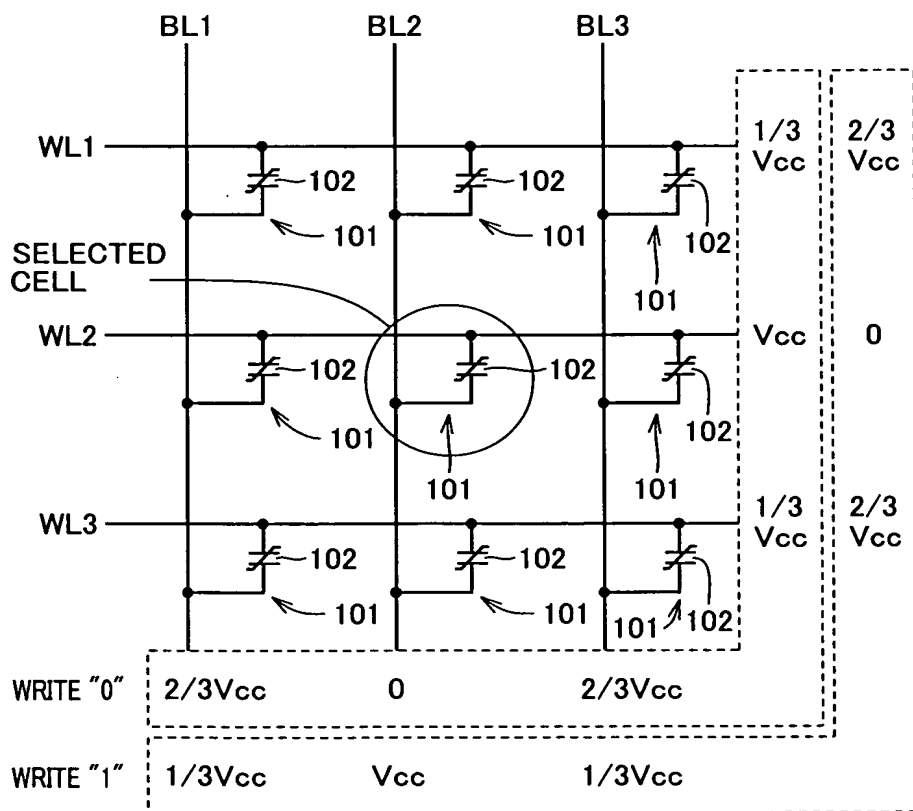 BL1 BL2 BL3
WL1 1/3 Vcc 2/3 Vcc
102 102 102
101 101 101
SELECTED
CELL
WL2 Vcc 0
102 102 102
101 101 101
WL3 1/3 Vcc 2/3 Vcc
102 102 102
101 101 101
WRITE "0" 2/3Vcc 0 2/3Vcc
WRITE "1" 1/3Vcc Vcc 1/3Vcc